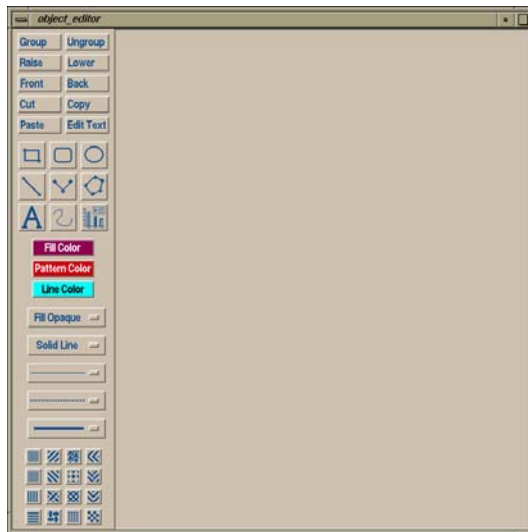 object_editor
Group Ungroup
Raise Lower
Front Back
Cut Copy
Paste Edit Text
A
Fill Color
Pattern Color
Line Color
Fill Opaque
Solid Line